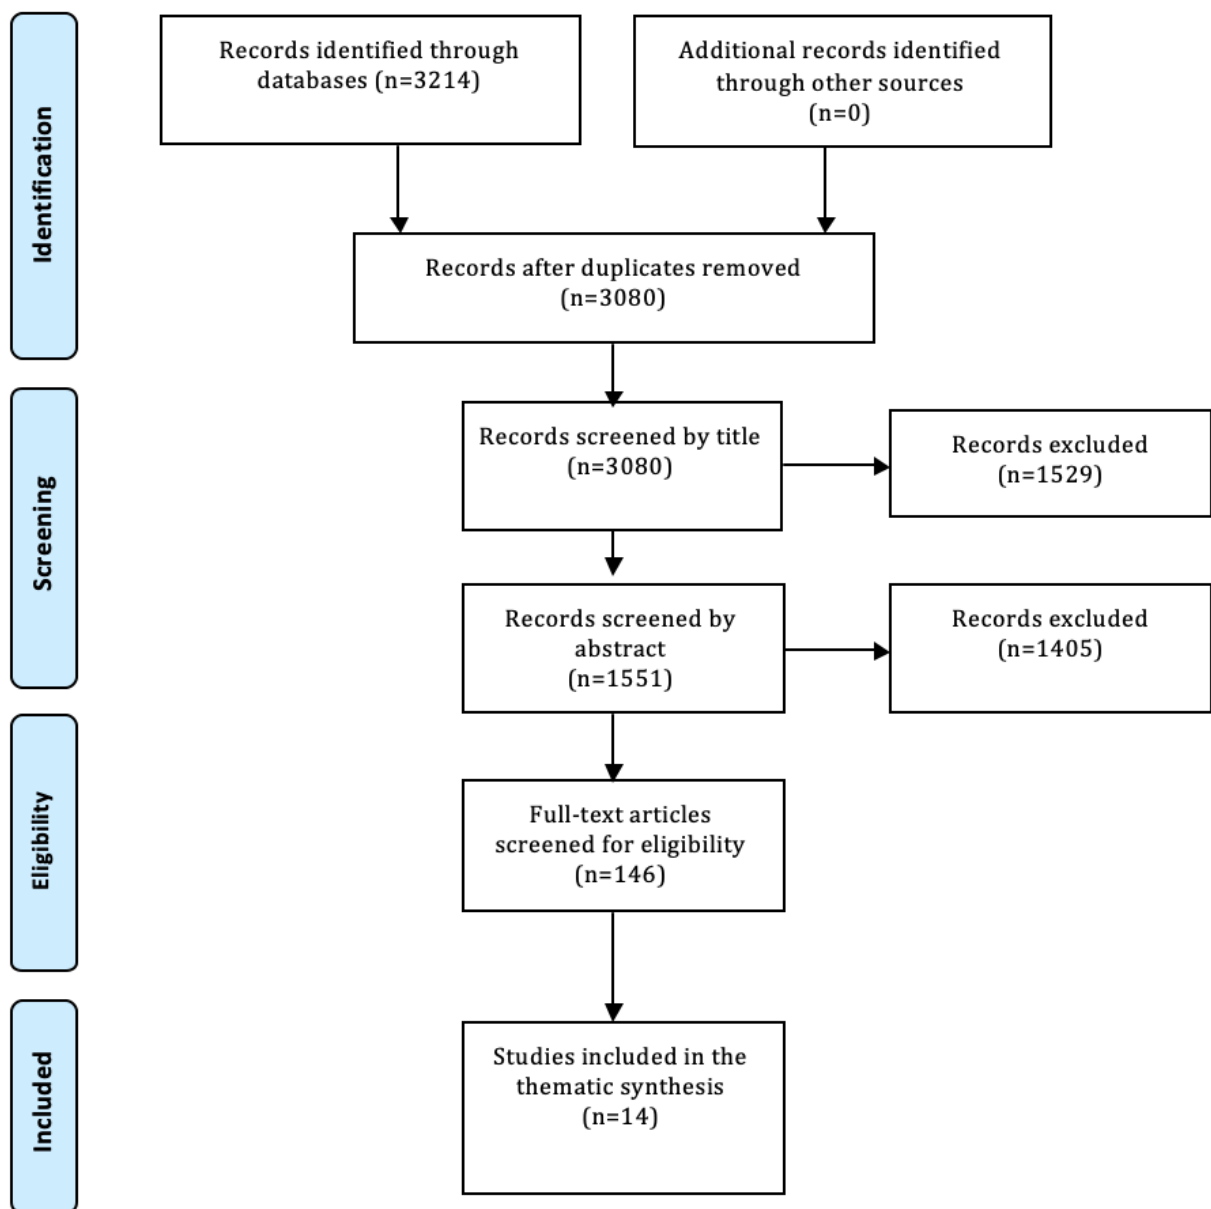 Identification
Records identified through
databases (n=3214)
Additional records identified
through other sources
(n=0)
Records after duplicates removed
(n=3080)
Screening
Records screened by title
(n=3080)
Records excluded
(n=1529)
Records screened by
abstract
(n=1551)
Records excluded
(n=1405)
Eligibility
Full-text articles
screened for eligibility
(n=146)
Included
Studies included in the
thematic synthesis
(n=14)